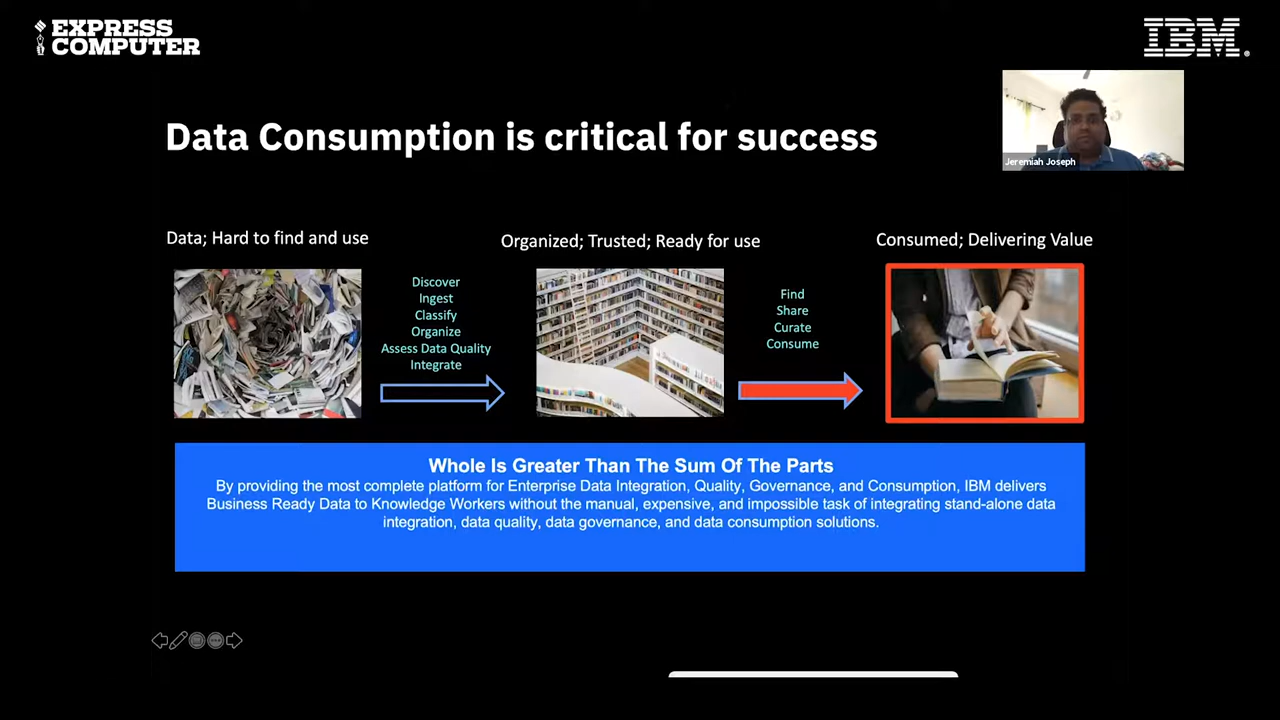 EXPRESS
COMPUTER
IBM
Jeremiah Joseph
Data Consumption is critical for success
Data; Hard to find and use
Discover
Ingest
Classify
Organize
Assess Data Quality
Integrate
Organized; Trusted; Ready for use
Find
Share
Curate
Consume
Consumed; Delivering Value
Whole Is Greater Than The Sum Of The Parts
By providing the most complete platform for Enterprise Data Integration, Quality, Governance, and Consumption, IBM delivers
Business Ready Data to Knowledge Workers without the manual, expensive, and impossible task of integrating stand-alone data
integration, data quality, data governance, and data consumption solutions.